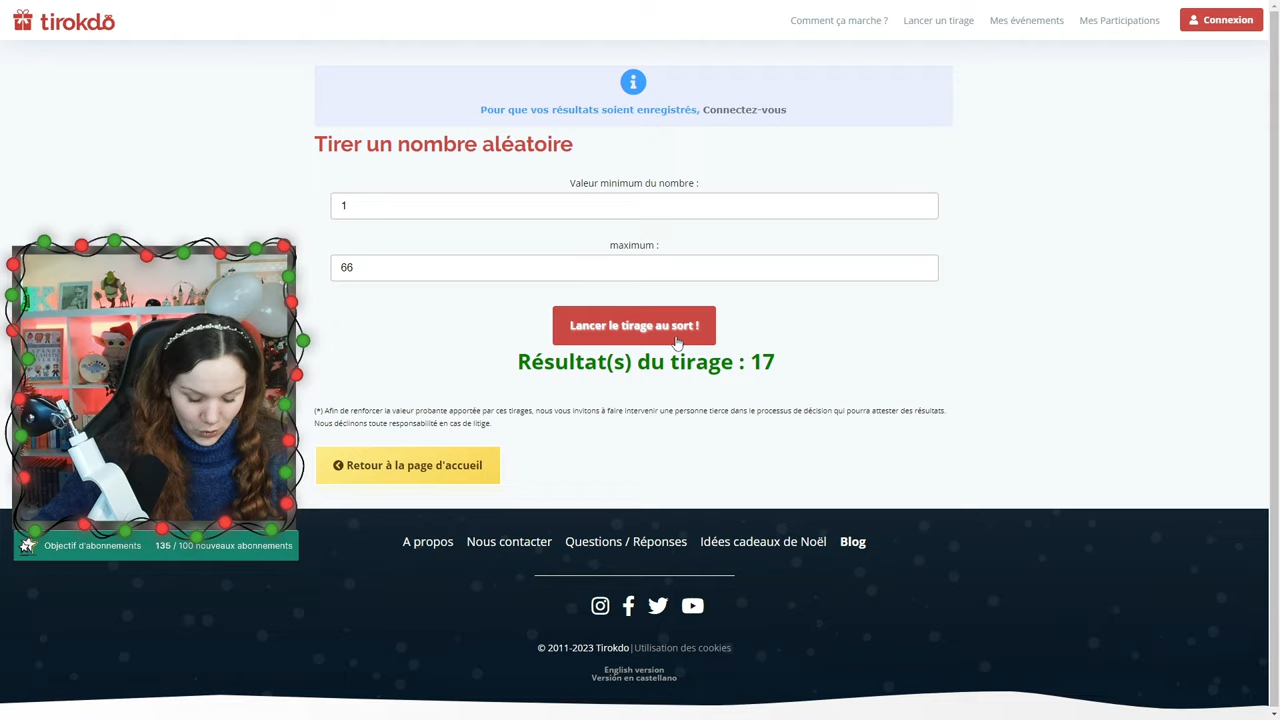 tirokdo
Comment ça marche ?
Lancer un tirage
Mes événements
Mes Participations
Connexion
Pour que vos résultats soient enregistrés, Connectez-vous
Tirer un nombre aléatoire
Valeur minimum du nombre :
1
maximum :
66
Lancer le tirage au sort !
Résultat(s) du tirage : 17
(*) Afin de renforcer la valeur probante apportée par ces tirages, nous vous invitons à faire intervenir une personne tierce dans le processus de décision qui pourra attester des résultats.
Nous déclinons toute responsabilité en cas de litige.
Retour à la page d'accueil
Objectif d'abonnements 135 / 100 nouveaux abonnements
A propos
Nous contacter
Questions / Réponses
Idées cadeaux de Noël
Blog
© 2011-2023 Tirokdo|Utilisation des cookies
English version
Versión en castellano